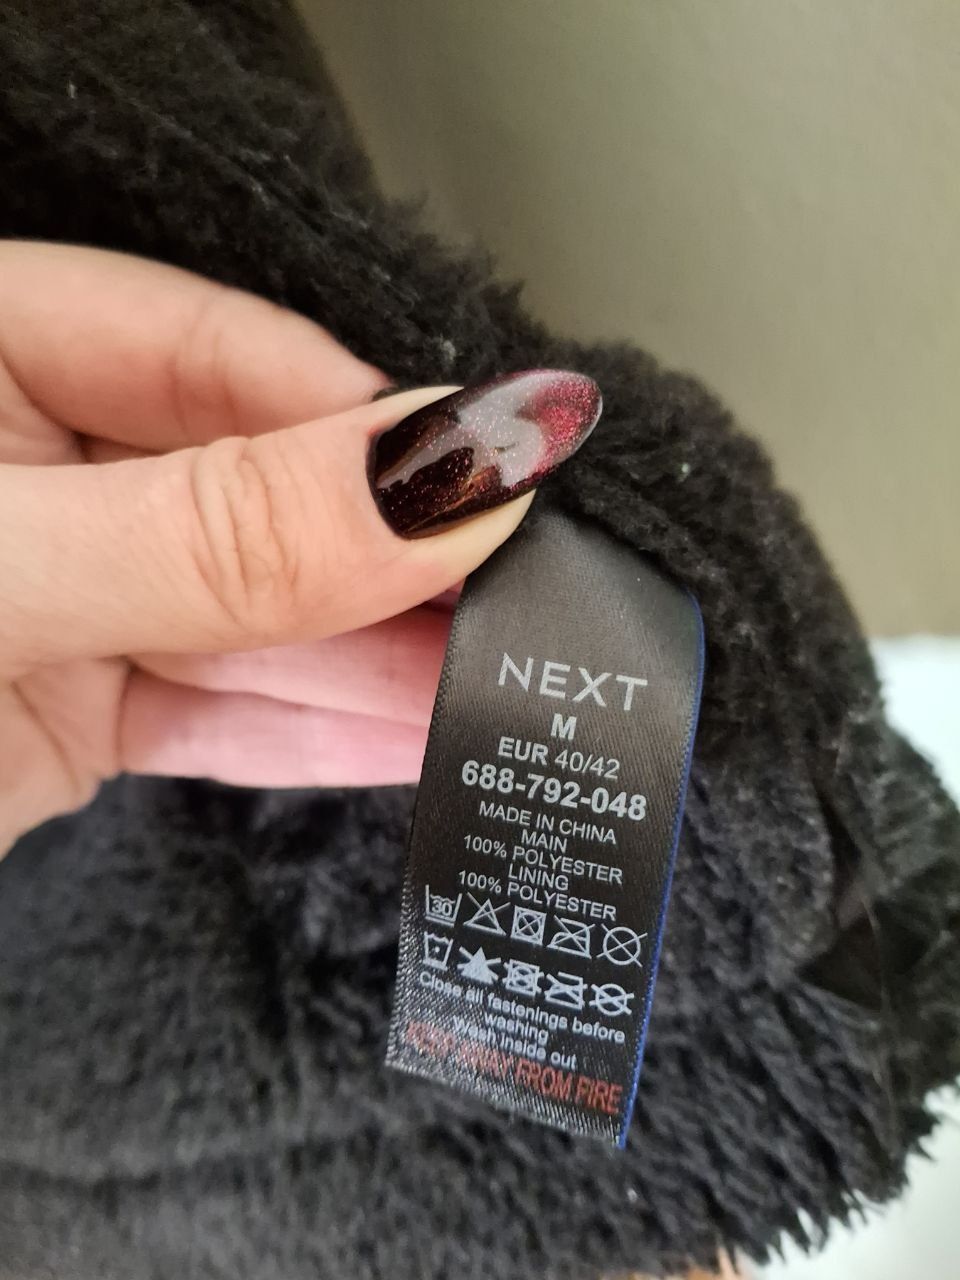 NEXT
M
EUR 40/42
688-792-048
MADE IN CHINA
MAIN
100% POLYESTER
LINING
100% POLYESTER
30
Close all fastenings before
washing
Wash inside out
KEEP AWAY FROM FIRE